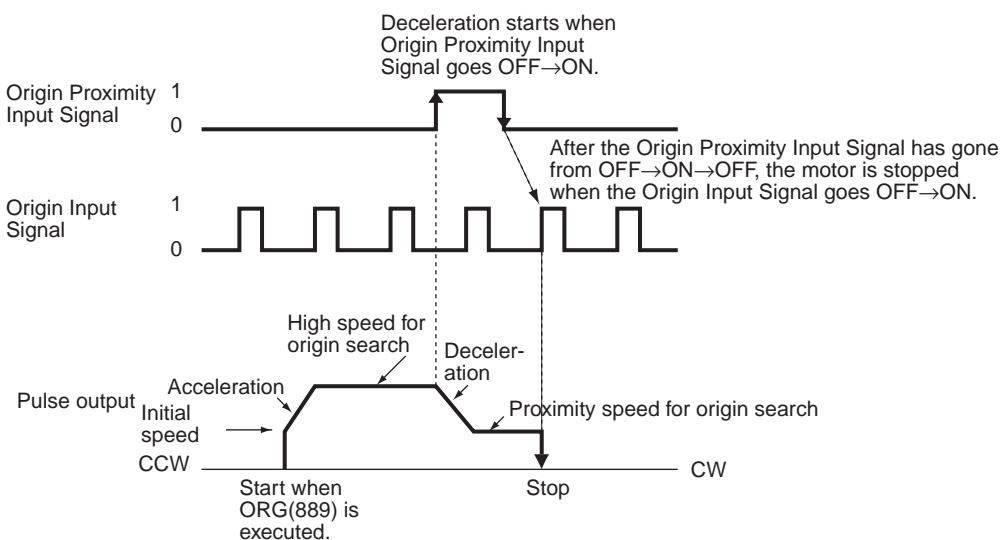 Deceleration starts when
Origin Proximity Input
Signal goes OFF→ON.
Origin Proximity
Input Signal
1
0
After the Origin Proximity Input Signal has gone
from OFF→ON→OFF, the motor is stopped
when the Origin Input Signal goes OFF→ON.
Origin Input
Signal
1
0
High speed for
origin search
Deceler-
ation
Acceleration
Pulse output
Initial
speed
Proximity speed for origin search
CCW
CW
Start when
ORG(889) is
executed.
Stop